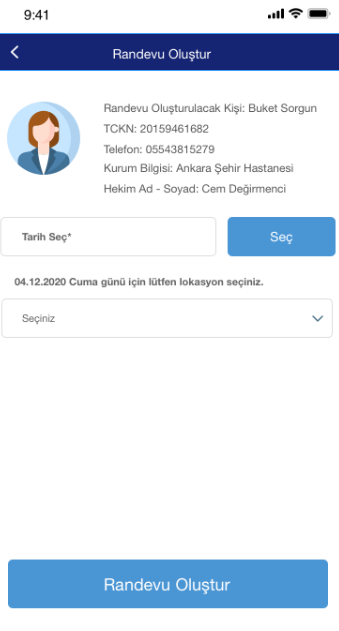 9:41
Randevu Oluştur
Randevu Oluşturulacak Kişi: Buket Sorgun
TCKN: 20159461682
Telefon: 05543815279
Kurum Bilgisi: Ankara Şehir Hastanesi
Hekim Ad - Soyad: Cem Değirmenci
Tarih Seç*
Seç
04.12.2020 Cuma günü için lütfen lokasyon seçiniz.
Seçiniz
Randevu Oluştur